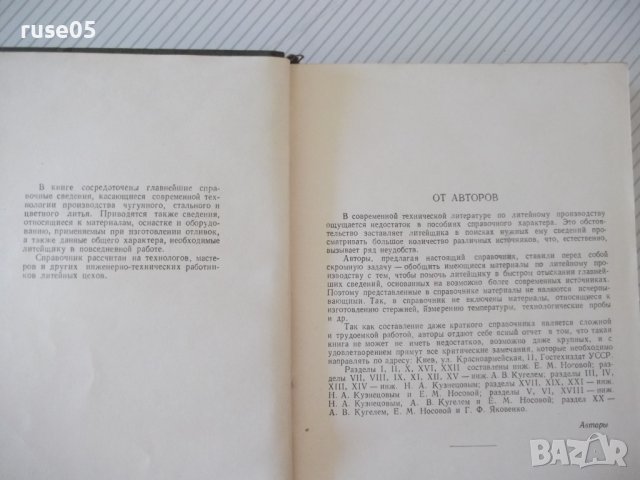 ruse05
В книге сосредоточены главнейшие спра-
вочные сведения, касающиеся современной тех-
нологии производства чугунного, стального и
цветного литья. Приводятся также сведения,
относящиеся к материалам, оснастке и оборудо-
ванию, применяемым при изготовлении отливок,
а также данные общего характера, необходимые
литейщику в повседневной работе.
Справочник рассчитан на технологов, мас-
теров и других инженерно-технических работни-
ков литейных цехов.
ОТ АВТОРОВ
В современной технической литературе по литейному производству
ощущается недостаток в пособиях справочного характера. Это обстоя-
тельство заставляет литейщика в поисках нужных ему сведений про-
сматривать большое количество различных источников, что, естественно,
вызывает ряд неудобств.
Авторы, предлагая настоящий справочник, ставили перед собой
скромную задачу — обобщить имеющиеся материалы по литейному про-
изводству, с тем, чтобы помочь литейщику в быстром отыскании главней-
ших сведений, основанных на возможно более современных источниках.
Поэтому представленные в справочнике материалы не являются исчерпы-
вающими. Так, в справочник не включены материалы, относящиеся к
изготовлению стержней, измерению температуры, технологические пробы
и др.
Так как составление даже краткого справочника является сложной
и трудоемкой работой, авторы отдают себе ясный отчет в том, что такая
книга не может не иметь недостатков, возможно даже крупных, и с
удовлетворением примут все критические замечания, которые необходимо
направлять по адресу: Киев, ул. Красноармейская, 11, Гостехиздат УССР.
Разделы I, II, X, XVI, XXII составлены инж. Е. М. Носовой; раз-
делы VII, VIII, IX, XI, XII, XV — инж. А. В. Кугелем; разделы III, IV,
XIII, XIV — инж. Н. А. Кузнецовым; разделы XVII, XIX, XXI — инж.
Н. А. Кузнецовым и Е. М. Носовой; разделы V, VI, XVIII — инж.
Н. А. Кузнецовым, А. В. Кугелем и Е. М. Носовой; раздел XX —
А. В. Кугелем, Е. М. Носовой и Г. Ф. Яковенко.
Авторы
BAZAR